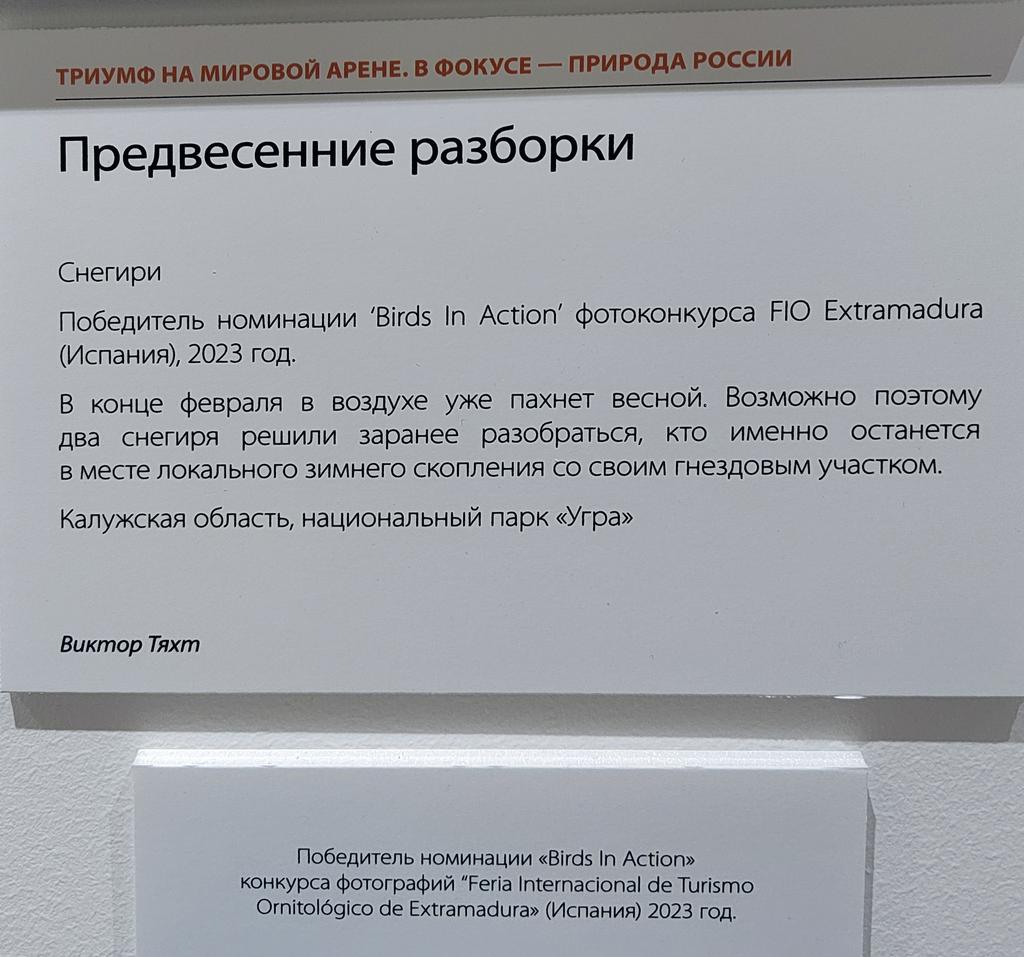 ТРИУМФ НА МИРОВОЙ АРЕНЕ. В ФОКУСЕ — ПРИРОДА РОССИИ
Предвесенние разборки
Снегири
Победитель номинации ‘Birds In Action’ фотоконкурса FIO Extramadura
(Испания), 2023 год.
В конце февраля в воздухе уже пахнет весной. Возможно поэтому
два снегиря решили заранее разобраться, кто именно останется
в месте локального зимнего скопления со своим гнездовым участком.
Калужская область, национальный парк «Угра»
Виктор Тяхт
Победитель номинации «Birds In Action»
конкурса фотографий “Feria Internacional de Turismo
Ornitológico de Extramadura» (Испания) 2023 год.